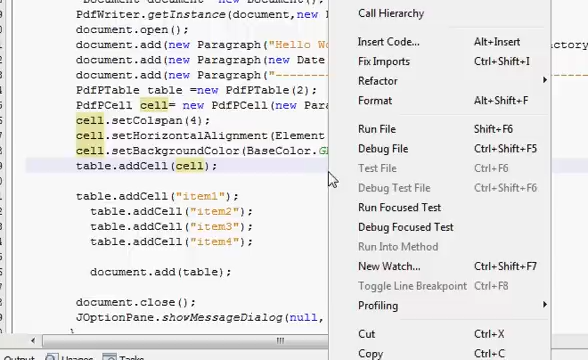 Document document=new Document();
PdfWriter.getInstance(document,new
document.open();
document.add(new Paragraph("Hello Wo
document.add(new Paragraph(new Date
document.add(new Paragraph("--------
PdfPTable table =new PdfPTable(2);
PdfPCell cell= new PdfPCell(new Para
cell.setColspan(4);
cell.setHorizontalAlignment(Element
cell.setBackgroundColor(BaseColor.G
table.addCell(cell);
table.addCell("item1");
table.addCell("item2");
table.addCell("item3");
table.addCell("item4");
document.add(table);
document.close();
JOptionPane.showMessageDialog(null,
}
Output Usages Tasks
Call Hierarchy
Insert Code... Alt+Insert
Fix Imports Ctrl+Shift+I
Refactor
Format Alt+Shift+F
Run File Shift+F6
Debug File Ctrl+Shift+F5
Test File Ctrl+F6
Debug Test File Ctrl+Shift+F6
Run Focused Test
Debug Focused Test
Run Into Method
New Watch... Ctrl+Shift+F7
Toggle Line Breakpoint Ctrl+F8
Profiling
Cut Ctrl+X
Copy Ctrl+C
actory